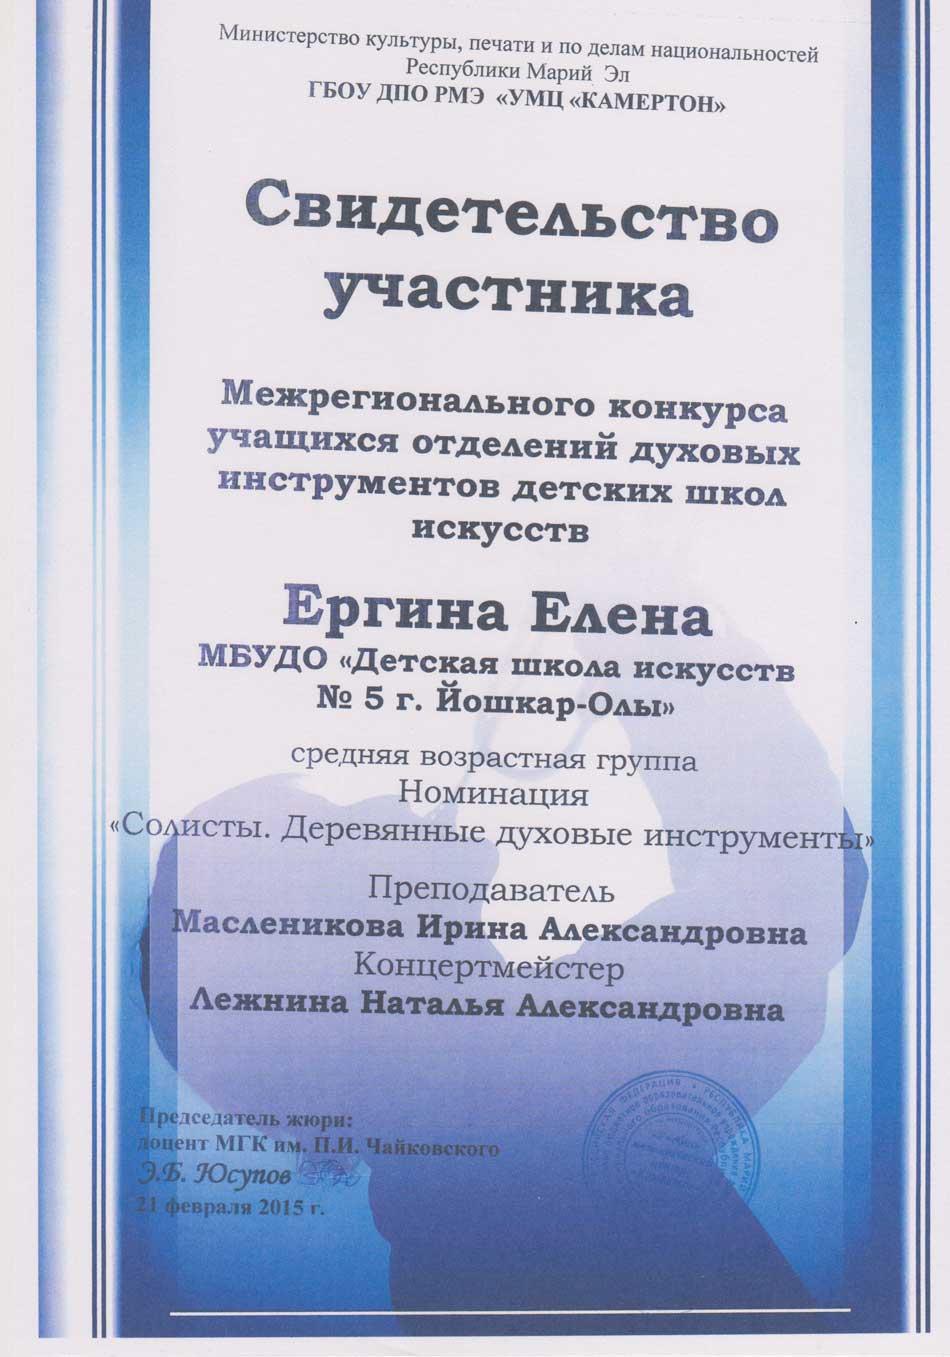 Министерство культуры, печати и по делам национальностей
Республики Марий Эл
ГБОУ ДПО РМЭ «УМЦ «КАМЕРТОН»
Свидетельство
участника
Межрегионального конкурса
учащихся отделений духовых
инструментов детских школ
искусств
Ергина Елена
МБУДО «Детская школа искусств
№ 5 г. Йошкар-Олы»
средняя возрастная группа
Номинация
«Солисты. Деревянные духовые инструменты»
Преподаватель
Масленикова Ирина Александровна
Концертмейстер
Лежнина Наталья Александровна
Председатель жюри:
доцент МГК им. П.И. Чайковского
Э.Б. Юсупов
21 февраля 2015 г.
ФЕДЕРАЦИЯ • РЕСПУБЛИКА МАРИЙ